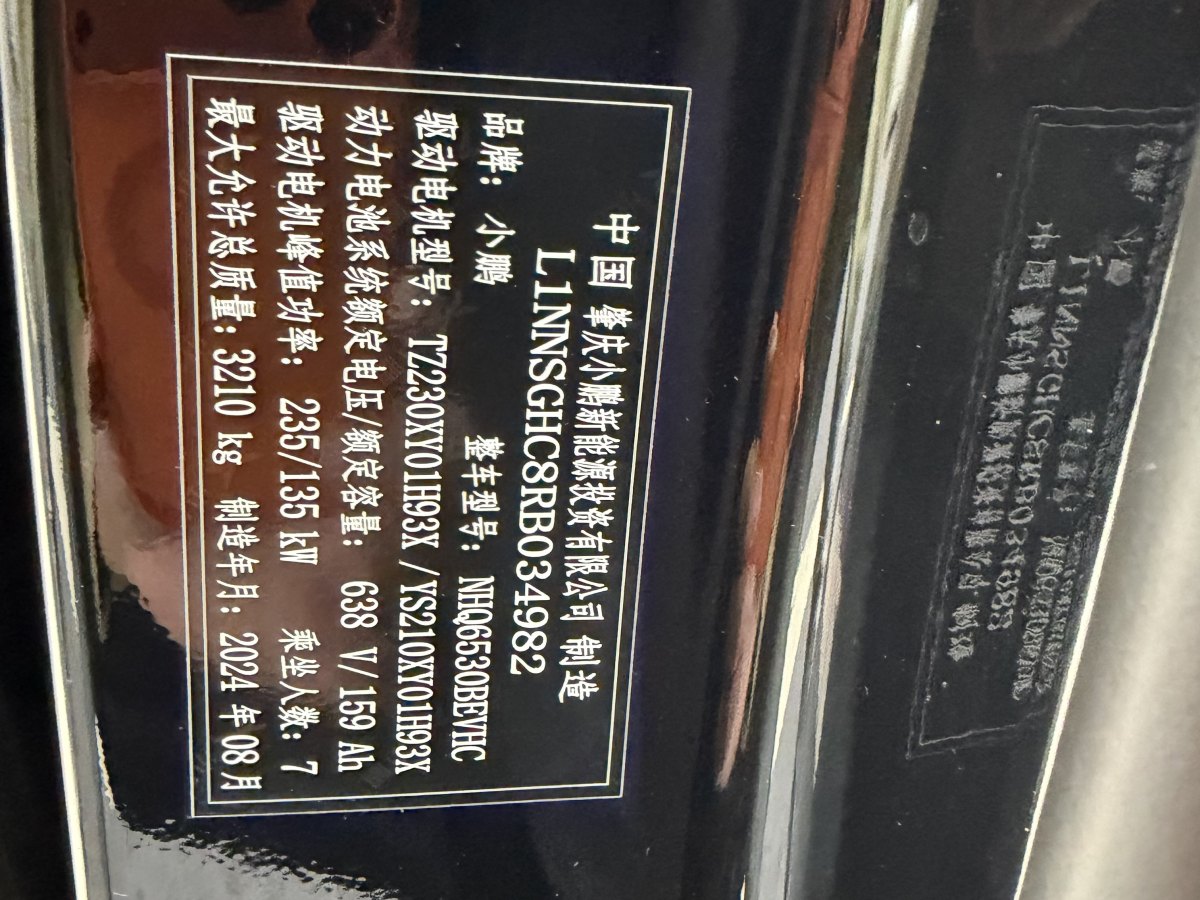 中国 肇庆小鹏新能源投资有限公司 制造
L1NNSGHC8RB034982
品牌：小鹏 整车型号：NHQ6530BEVHC
驱动电机型号：TZ230XY01H93X /YS210XY01H93X
动力电池系统额定电压/额定容量：638 V/159 Ah
驱动电机峰值功率：235/135 kW 乘坐人数：7
最大允许总质量：3210 kg 制造年月：2024 年 08 月